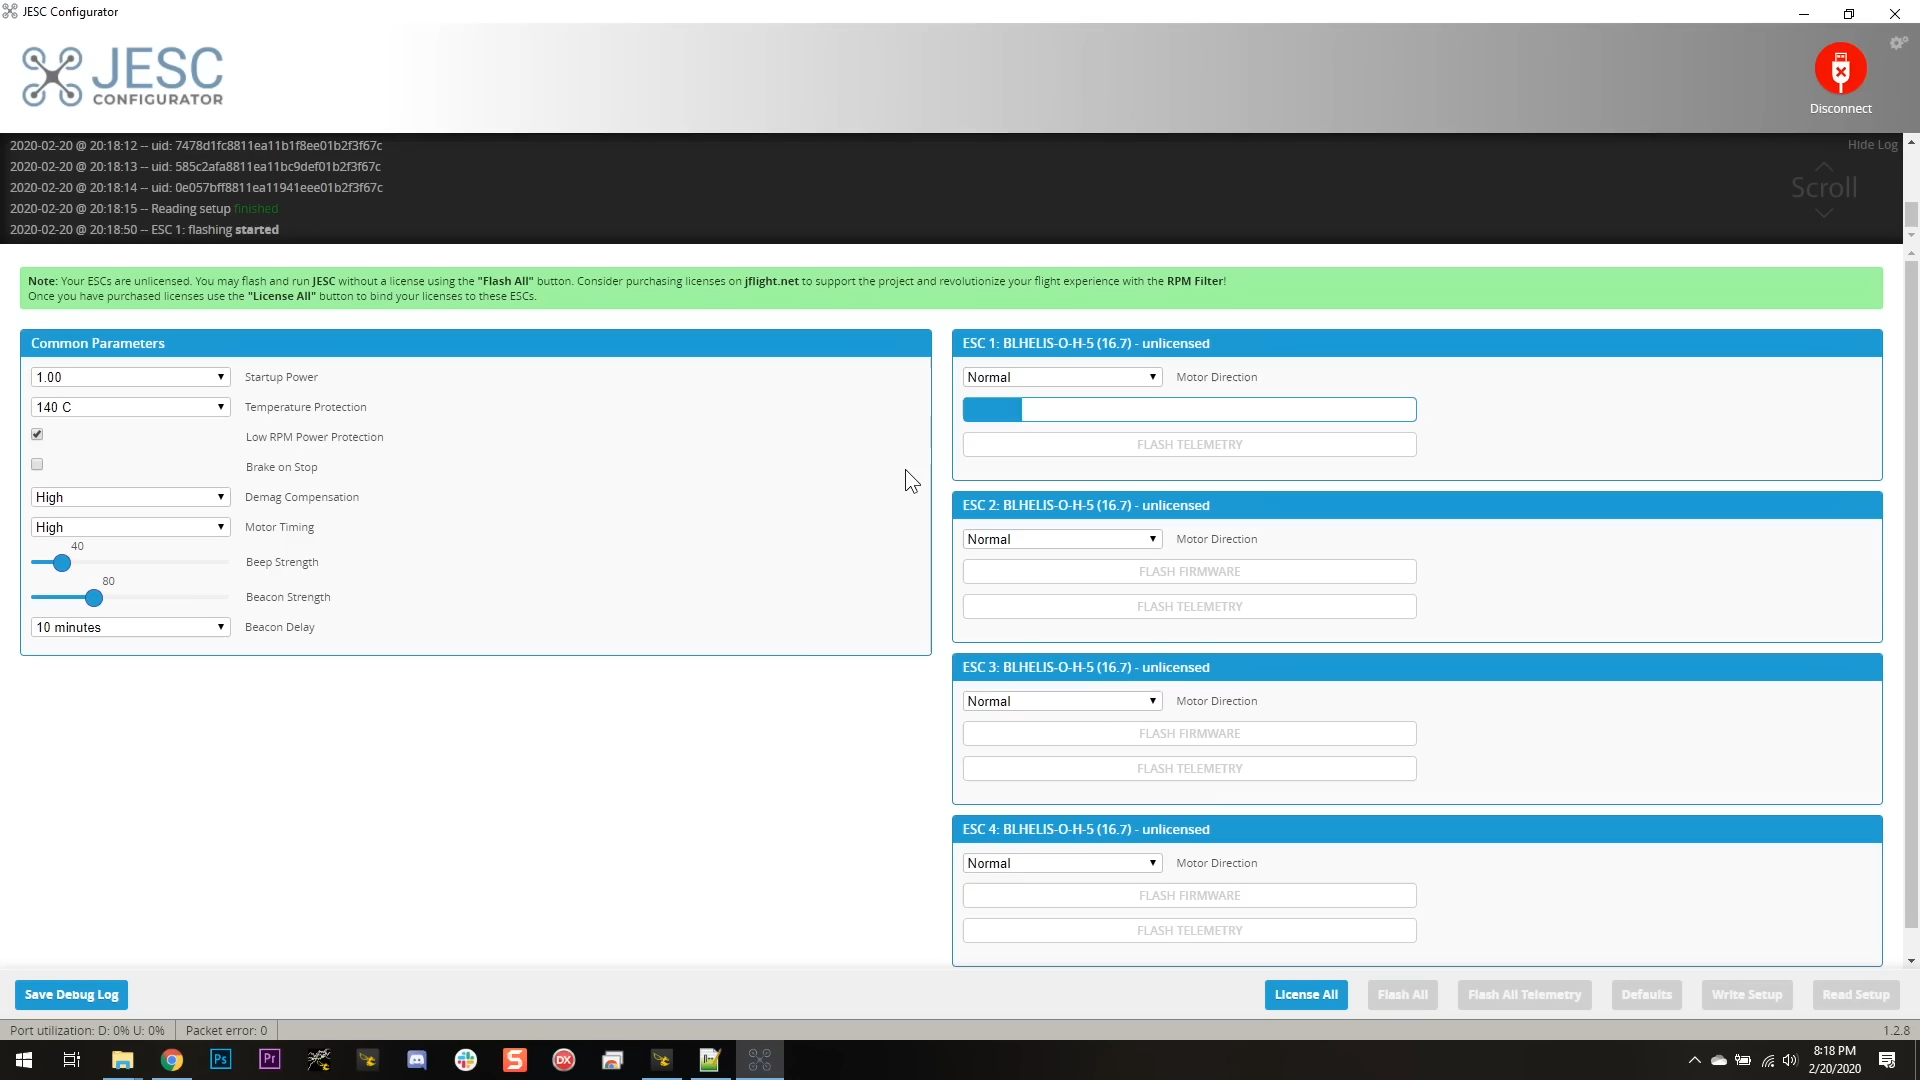 JESC Configurator
JESC
CONFIGURATOR
Disconnect
2020-02-20 @ 20:18:12 -- uid: 7478d1fc8811ea11b1f8ee01b2f3f67c
Hide Log
2020-02-20 @ 20:18:13 -- uid: 585c2afa8811ea11bc9def01b2f3f67c
2020-02-20 @ 20:18:14 -- uid: 0e057bff8811ea11941eee01b2f3f67c
Scroll
2020-02-20 @ 20:18:15 -- Reading setup finished
2020-02-20 @ 20:18:50 -- ESC 1: flashing started
Note: Your ESCs are unlicensed. You may flash and run JESC without a license using the "Flash All" button. Consider purchasing licenses on jflight.net to support the project and revolutionize your flight experience with the RPM Filter!
Once you have purchased licenses use the "License All" button to bind your licenses to these ESCs.
Common Parameters
1.00 Startup Power
140 C Temperature Protection
Low RPM Power Protection
Brake on Stop
High Demag Compensation
High Motor Timing
40
Beep Strength
80
Beacon Strength
10 minutes Beacon Delay
ESC 1: BLHELIS-O-H-5 (16.7) - unlicensed
Normal Motor Direction
FLASH TELEMETRY
ESC 2: BLHELIS-O-H-5 (16.7) - unlicensed
Normal Motor Direction
FLASH FIRMWARE
FLASH TELEMETRY
ESC 3: BLHELIS-O-H-5 (16.7) - unlicensed
Normal Motor Direction
FLASH FIRMWARE
FLASH TELEMETRY
ESC 4: BLHELIS-O-H-5 (16.7) - unlicensed
Normal Motor Direction
FLASH FIRMWARE
FLASH TELEMETRY
Save Debug Log License All Flash All Flash All Telemetry Defaults Write Setup Read Setup
Port utilization: D: 0% U: 0% Packet error: 0 1.2.8
Ps Pr S DX
8:18 PM
2/20/2020